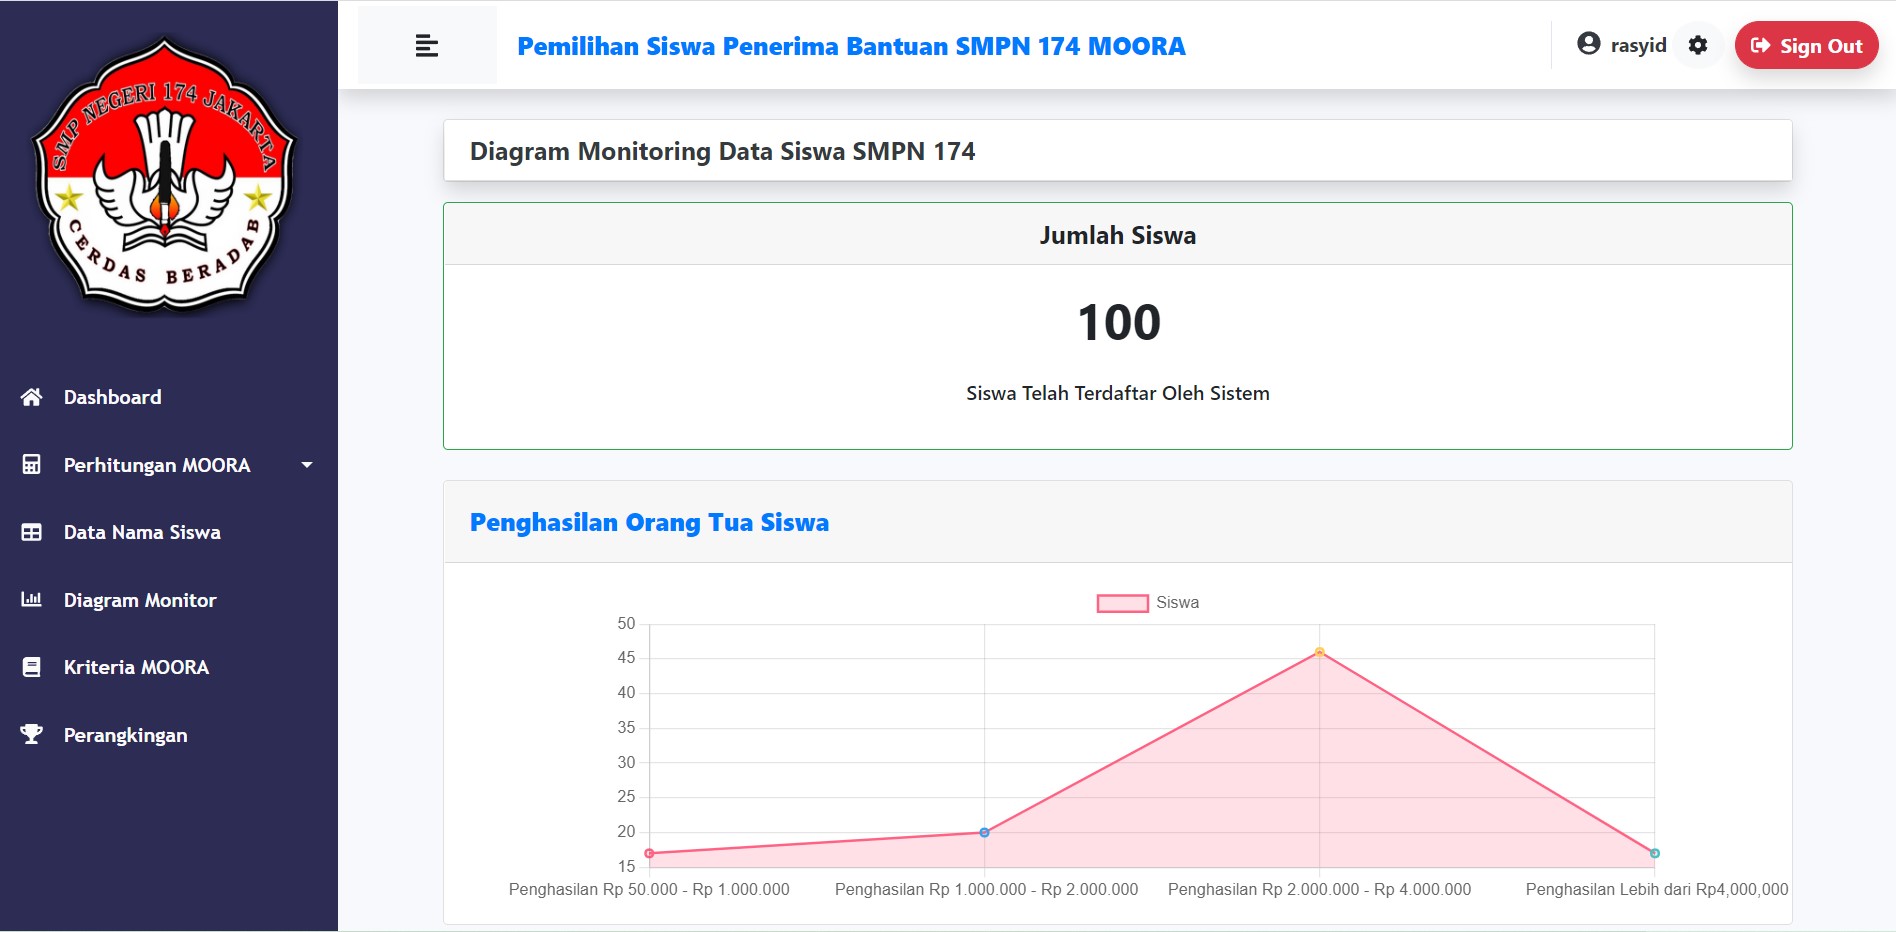 SMP NEGERI 174 JAKARTA
CERDAS BERADAB
Dashboard
Perhitungan MOORA
Data Nama Siswa
Diagram Monitor
Kriteria MOORA
Perangkingan
Pemilihan Siswa Penerima Bantuan SMPN 174 MOORA
rasyid
Sign Out
Diagram Monitoring Data Siswa SMPN 174
Jumlah Siswa
100
Siswa Telah Terdaftar Oleh Sistem
Penghasilan Orang Tua Siswa
Siswa
50
45
40
35
30
25
20
15
Penghasilan Rp 50.000 - Rp 1.000.000 Penghasilan Rp 1.000.000 - Rp 2.000.000 Penghasilan Rp 2.000.000 - Rp 4.000.000 Penghasilan Lebih dari Rp4,000,000